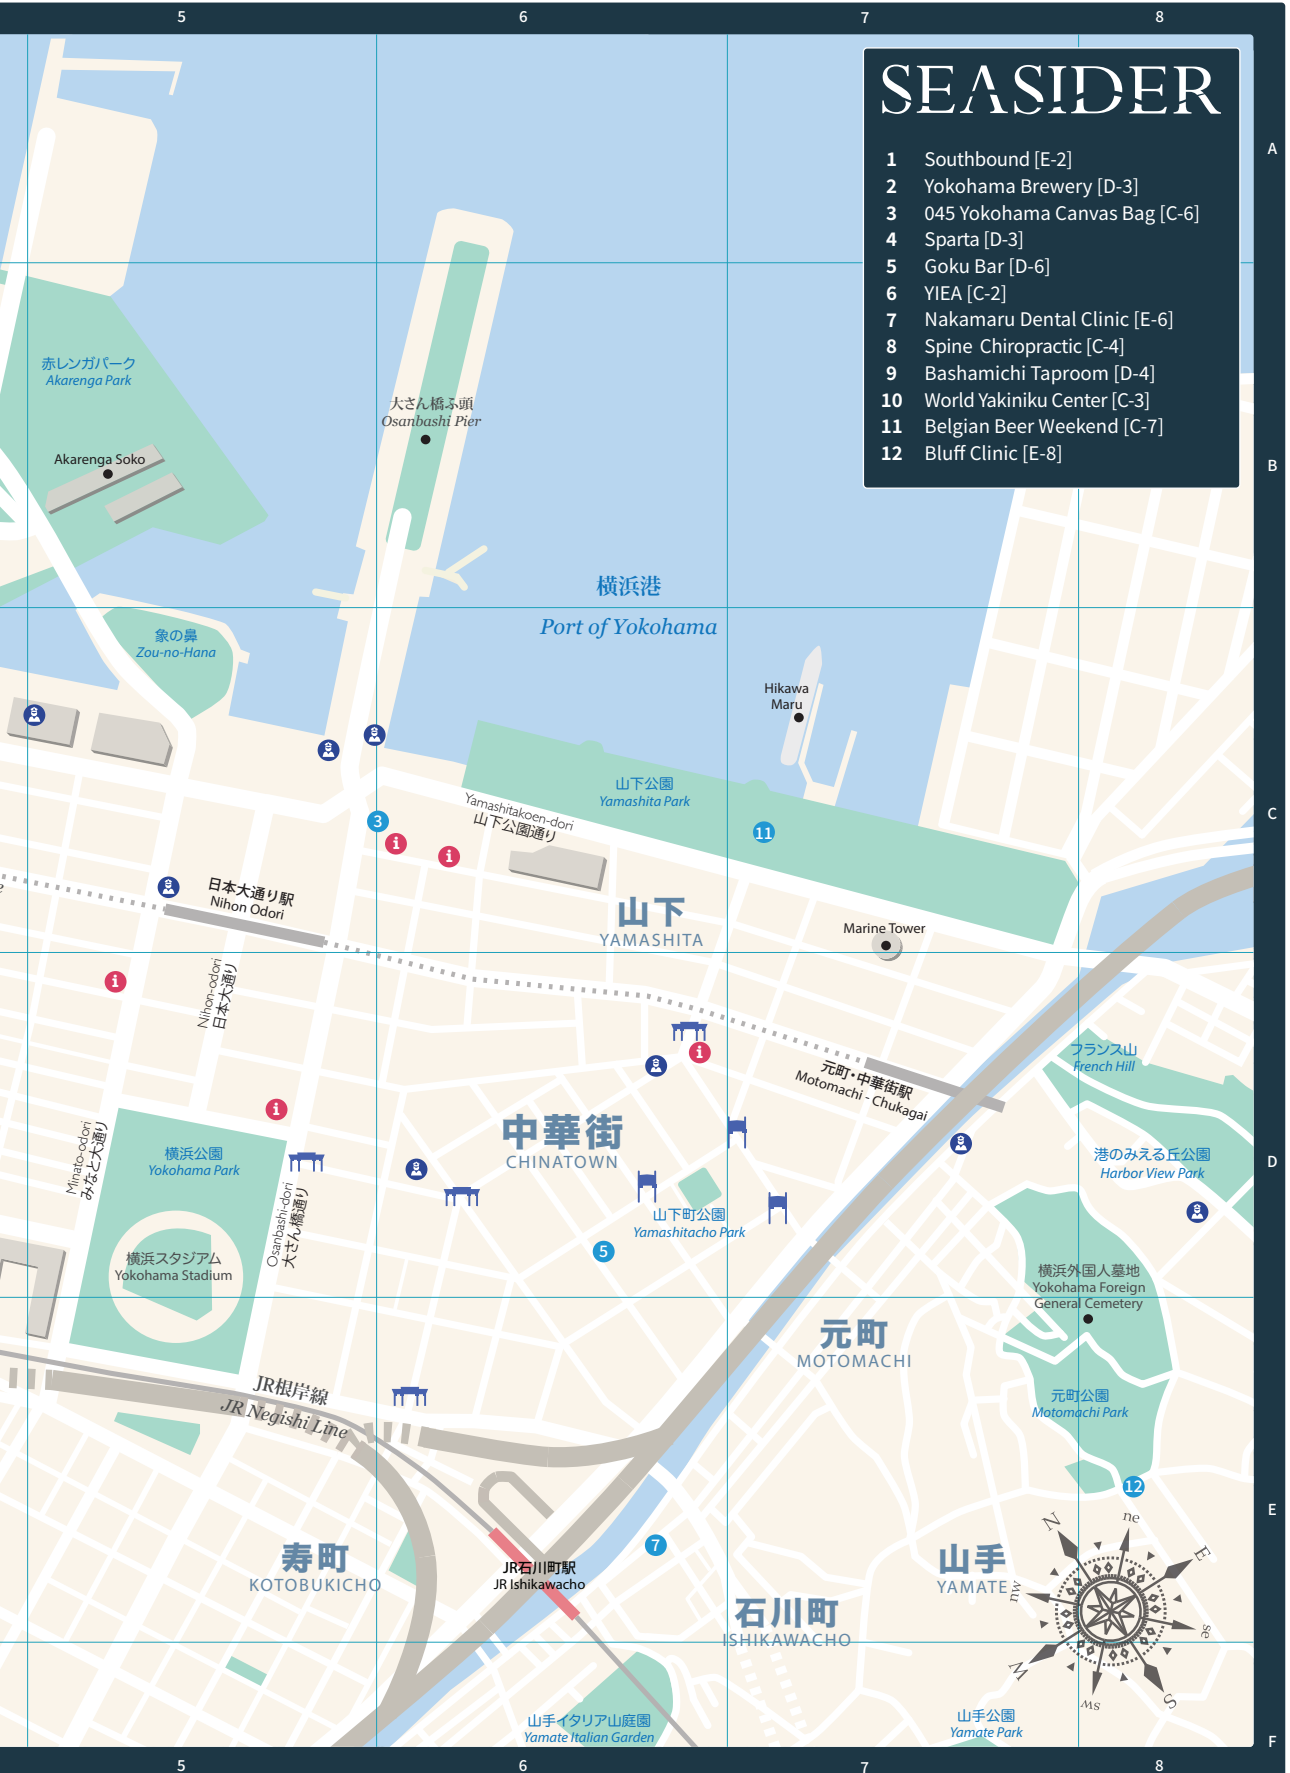 5 6 7 8
SEASIDER
1 Southbound [E-2]
2 Yokohama Brewery [D-3]
3 045 Yokohama Canvas Bag [C-6]
4 Sparta [D-3]
5 Goku Bar [D-6]
6 YIEA [C-2]
7 Nakamaru Dental Clinic [E-6]
8 Spine Chiropractic [C-4]
9 Bashamichi Taproom [D-4]
10 World Yakiniku Center [C-3]
11 Belgian Beer Weekend [C-7]
12 Bluff Clinic [E-8]
A
赤レンガパーク
Akarenga Park
大さん橋ふ頭
Osanbashi Pier
Akarenga Soko
B
横浜港
Port of Yokohama
象の鼻
Zou-no-Hana
Hikawa
Maru
山下公園
Yamashita Park
Yamashitakoen-dori
山下公園通り
3
11
C
日本大通り駅
Nihon Odori
山下
YAMASHITA
Marine Tower
Nihon-odori
日本大通り
フランス山
French Hill
元町・中華街駅
Motomachi - Chukagai
中華街
CHINATOWN
Minato-odori
みなと大通り
横浜公園
Yokohama Park
港のみえる丘公園
Harbor View Park
D
Osanbashi-dori
大さん橋通り
山下町公園
Yamashitacho Park
5
横浜スタジアム
Yokohama Stadium
横浜外国人墓地
Yokohama Foreign
General Cemetery
元町
MOTOMACHI
JR根岸線
JR Negishi Line
元町公園
Motomachi Park
12
E
7
寿町
KOTOBUKICHO
JR石川町駅
JR Ishikawacho
山手
YAMATE
石川町
ISHIKAWACHO
N
ne
E
se
S
sw
W
nw
山手イタリア山庭園
Yamate Italian Garden
山手公園
Yamate Park
F
5 6 7 8